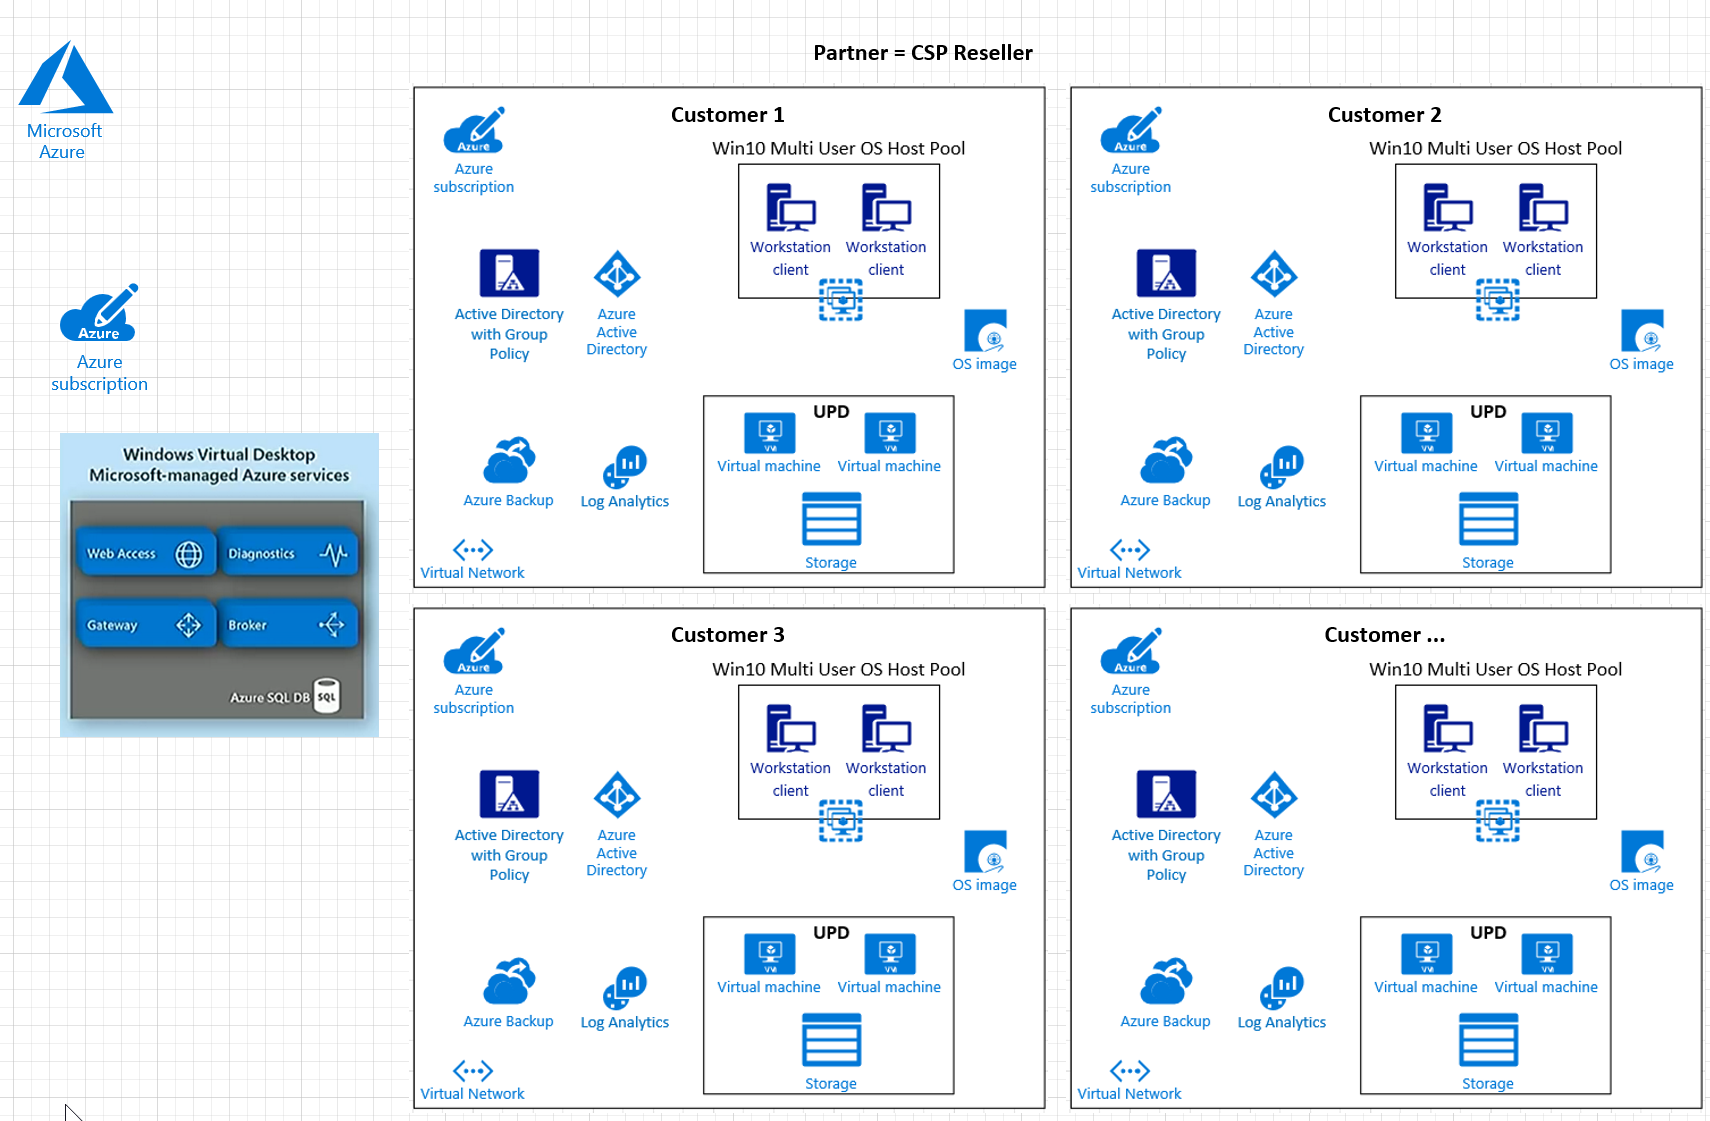 Partner = CSP Reseller
Microsoft
Azure
Azure
Azure
subscription
Windows Virtual Desktop
Microsoft-managed Azure services
Web Access
Diagnostics
Gateway
Broker
Azure SQL DB
SQL
Customer 1
Azure
Azure
subscription
Win10 Multi User OS Host Pool
Workstation
client
Workstation
client
Active Directory
with Group
Policy
Azure
Active
Directory
OS image
UPD
VM
Virtual machine
Virtual machine
Azure Backup
Log Analytics
Storage
Virtual Network
Customer 2
Azure
Azure
subscription
Win10 Multi User OS Host Pool
Workstation
client
Workstation
client
Active Directory
with Group
Policy
Azure
Active
Directory
OS image
UPD
VM
Virtual machine
VM
Virtual machine
Azure Backup
Log Analytics
Storage
Virtual Network
Customer 3
Azure
Azure
subscription
Win10 Multi User OS Host Pool
Workstation
client
Workstation
client
Active Directory
with Group
Policy
Azure
Active
Directory
OS image
UPD
VM
Virtual machine
VM
Virtual machine
Azure Backup
Log Analytics
Storage
Virtual Network
Customer ...
Azure
Azure
subscription
Win10 Multi User OS Host Pool
Workstation
client
Workstation
client
Active Directory
with Group
Policy
Azure
Active
Directory
OS image
UPD
VM
Virtual machine
VM
Virtual machine
Azure Backup
Log Analytics
Storage
Virtual Network